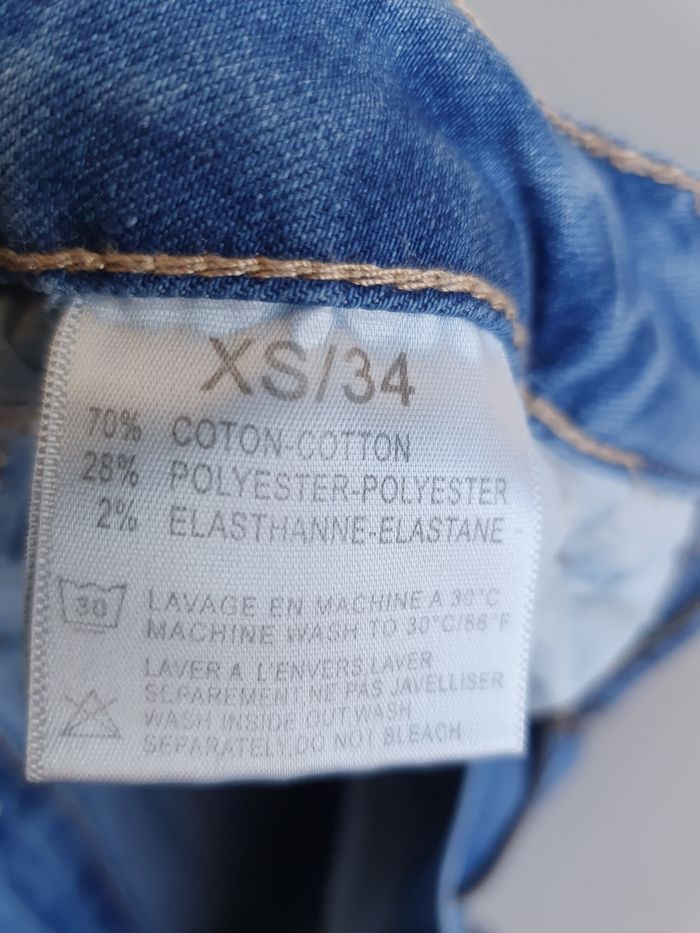 XS/34
70% COTON-COTTON
28% POLYESTER-POLYESTER
2% ELASTHANNE-ELASTANE
30 LAVAGE EN MACHINE A 30°C
MACHINE WASH TO 30°C/86°F
LAVER A L'ENVERS,LAVER
SEPAREMENT NE PAS JAVELLISER
WASH INSIDE OUT WASH
SEPARATELY,DO NOT BLEACH